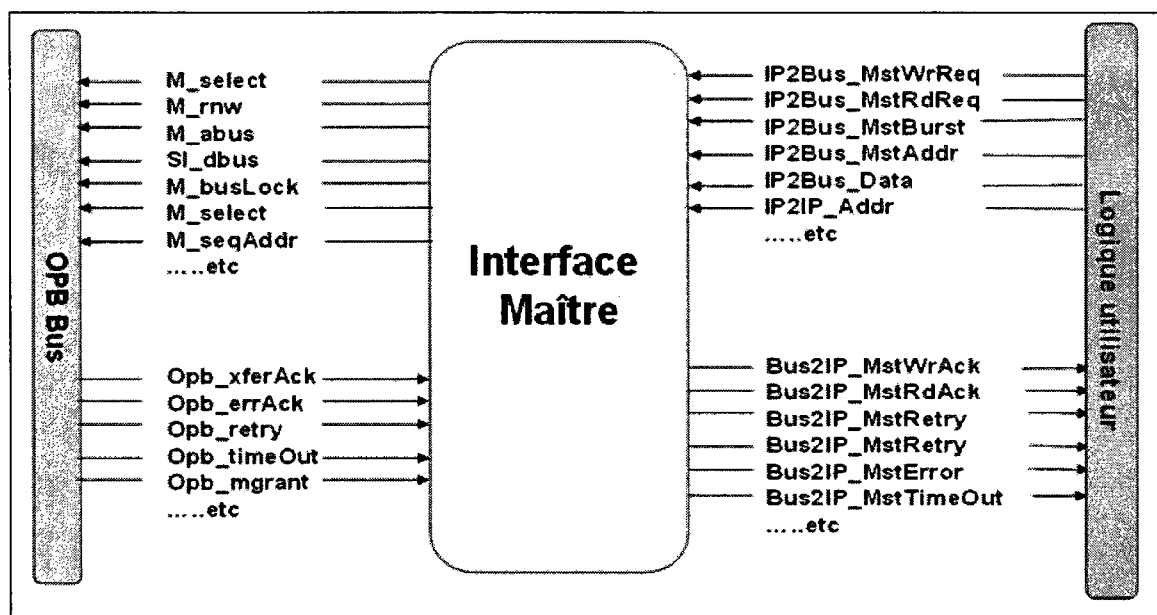 OPB Bus
M_select
M_rnw
M_abus
Sl_dbus
M_busLock
M_select
M_seqAddr
.....etc
Opb_xferAck
Opb_errAck
Opb_retry
Opb_timeOut
Opb_mgrant
.....etc
Interface
Maître
IP2Bus_MstWrReq
IP2Bus_MstRdReq
IP2Bus_MstBurst
IP2Bus_MstAddr
IP2Bus_Data
IP2IP_Addr
.....etc
Bus2IP_MstWrAck
Bus2IP_MstRdAck
Bus2IP_MstRetry
Bus2IP_MstRetry
Bus2IP_MstError
Bus2IP_MstTimeOut
.....etc
Logique utilisateur